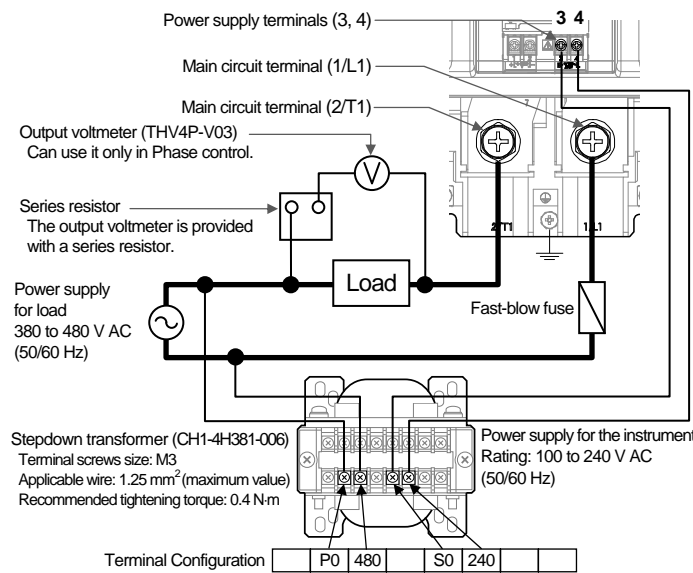 Power supply terminals (3, 4)
3 4
Main circuit terminal (1/L1)
Main circuit terminal (2/T1)
Output voltmeter (THV4P-V03)
Can use it only in Phase control.
V
Series resistor
The output voltmeter is provided
with a series resistor.
2/T1
1/L1
Load
Power supply
for load
380 to 480 V AC
(50/60 Hz)
Fast-blow fuse
Stepdown transformer (CH1-4H381-006)
Terminal screws size: M3
Applicable wire: 1.25 mm² (maximum value)
Recommended tightening torque: 0.4 N·m
Power supply for the instrument
Rating: 100 to 240 V AC
(50/60 Hz)
Terminal Configuration P0 480 S0 240